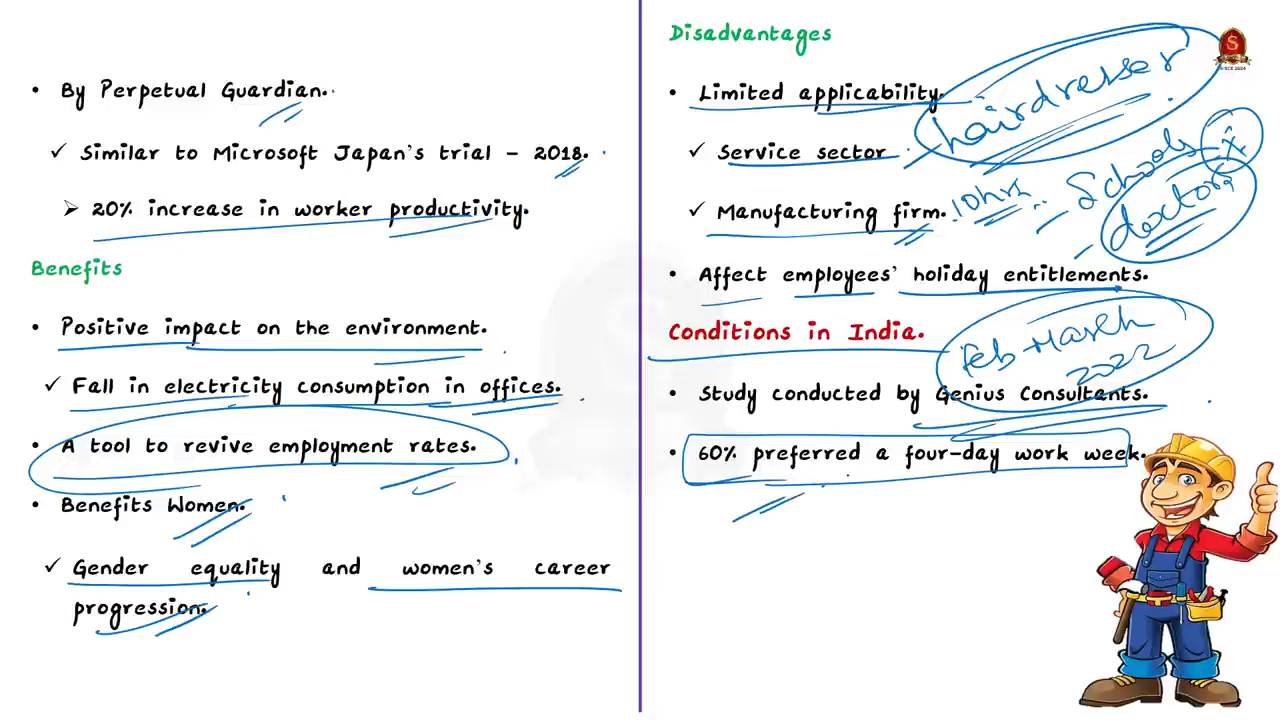 • By Perpetual Guardian.
✓ Similar to Microsoft Japan's trial – 2018.
➢ 20% increase in worker productivity.
Benefits
• Positive impact on the environment.
✓ Fall in electricity consumption in offices.
• A tool to revive employment rates.
• Benefits Women.
✓ Gender equality and women's career
progression.
Disadvantages
• Limited applicability.
hairdresser
✓ Service sector
Schools
✓ Manufacturing firm.
10hrs
doctors
• Affect employees' holiday entitlements.
Conditions in India.
Feb-March
2022
• Study conducted by Genius Consultants.
• 60% preferred a four-day work week.
S